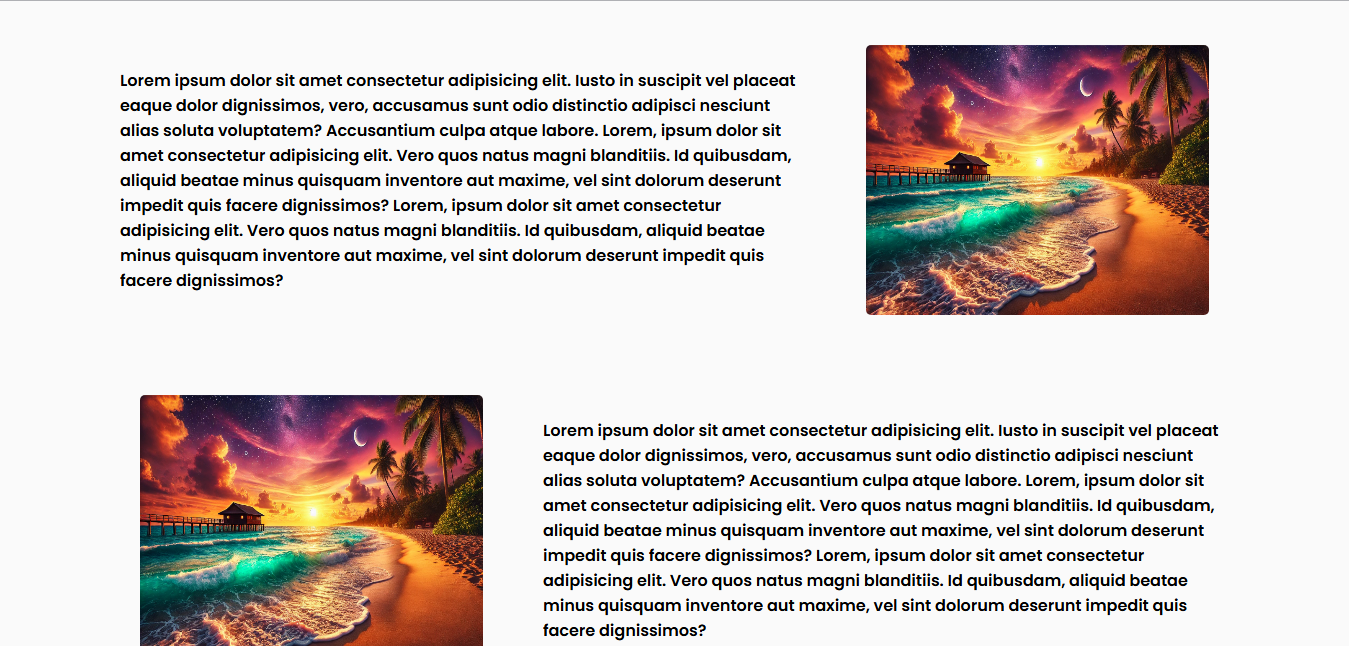 Lorem ipsum dolor sit amet consectetur adipisicing elit. Iusto in suscipit vel placeat
eaque dolor dignissimos, vero, accusamus sunt odio distinctio adipisci nesciunt
alias soluta voluptatem? Accusantium culpa atque labore. Lorem, ipsum dolor sit
amet consectetur adipisicing elit. Vero quos natus magni blanditiis. Id quibusdam,
aliquid beatae minus quisquam inventore aut maxime, vel sint dolorum deserunt
impedit quis facere dignissimos? Lorem, ipsum dolor sit amet consectetur
adipisicing elit. Vero quos natus magni blanditiis. Id quibusdam, aliquid beatae
minus quisquam inventore aut maxime, vel sint dolorum deserunt impedit quis
facere dignissimos?
Lorem ipsum dolor sit amet consectetur adipisicing elit. Iusto in suscipit vel placeat
eaque dolor dignissimos, vero, accusamus sunt odio distinctio adipisci nesciunt
alias soluta voluptatem? Accusantium culpa atque labore. Lorem, ipsum dolor sit
amet consectetur adipisicing elit. Vero quos natus magni blanditiis. Id quibusdam,
aliquid beatae minus quisquam inventore aut maxime, vel sint dolorum deserunt
impedit quis facere dignissimos? Lorem, ipsum dolor sit amet consectetur
adipisicing elit. Vero quos natus magni blanditiis. Id quibusdam, aliquid beatae
minus quisquam inventore aut maxime, vel sint dolorum deserunt impedit quis
facere dignissimos?